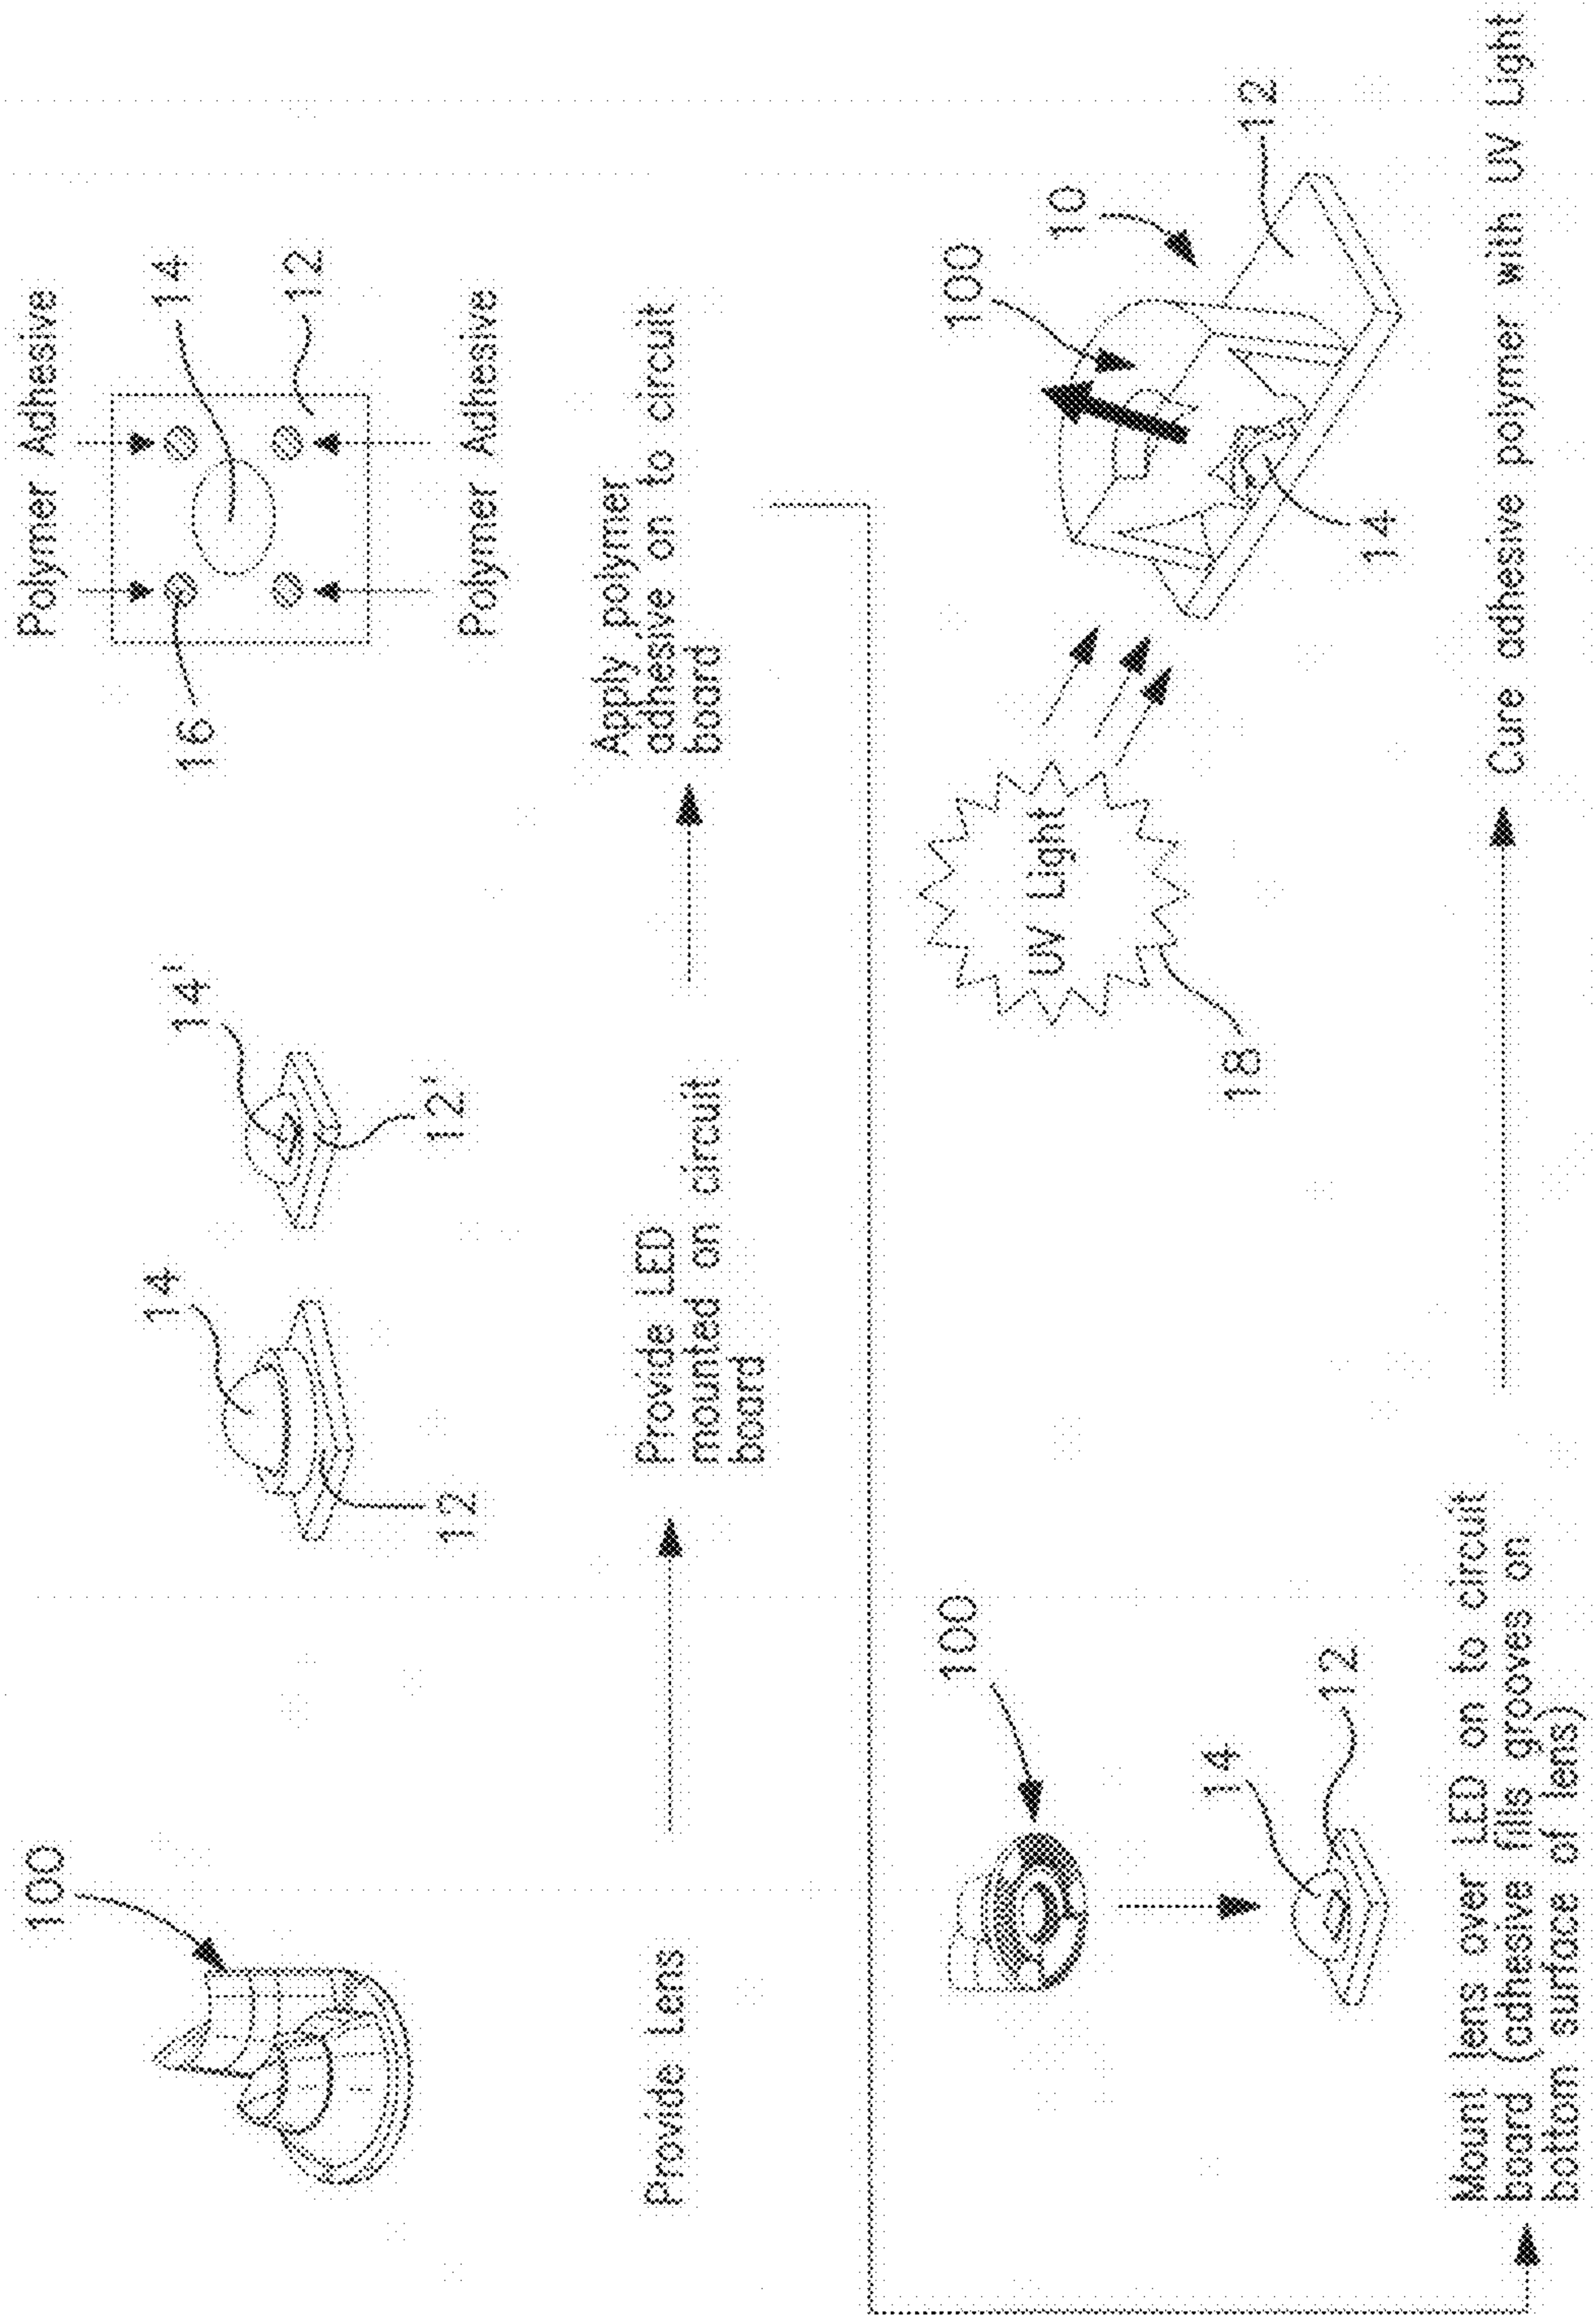 100
Provide Lens
14
12
14'
12'
Provide LED
mounted on circuit
board
Polymer Adhesive
16
14
12
Polymer Adhesive
Apply polymer
adhesive on to circuit
board
100
14
12
Mount lens over LED on to circuit
board (adhesive fills grooves on
bottom surface of lens)
UV Light
18
100
10
12
14
Cure adhesive polymer with UV Light